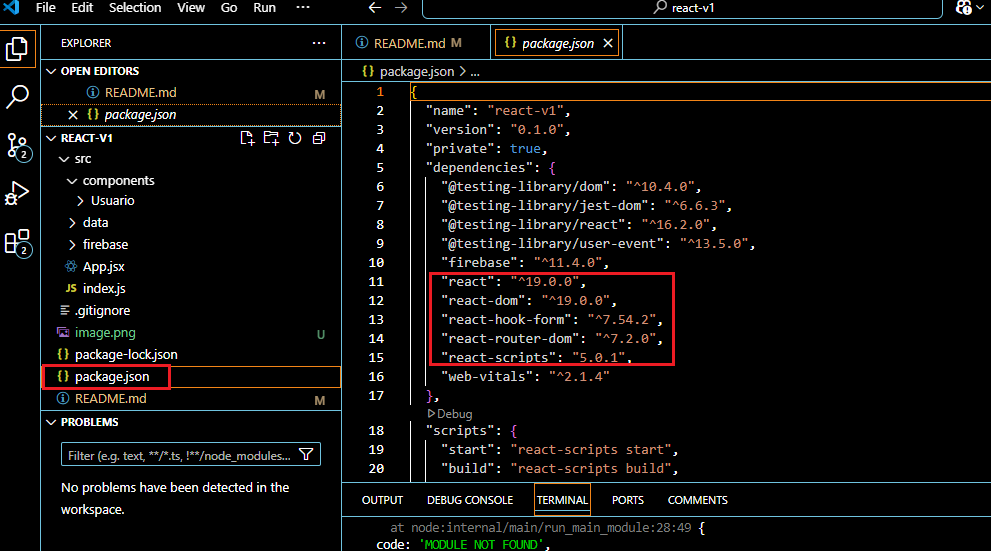 File Edit Selection View Go Run ···
react-v1
EXPLORER ···
OPEN EDITORS
README.md M
package.json
REACT-V1
src
components
Usuario
data
firebase
App.jsx
JS index.js
.gitignore
image.png U
package-lock.json
package.json
README.md M
PROBLEMS
Filter (e.g. text, **/*.ts, !**/node_modules...
No problems have been detected in the
workspace.
2
2
README.md M
{} package.json
{} package.json > ...
1 {
2 "name": "react-v1",
3 "version": "0.1.0",
4 "private": true,
5 "dependencies": {
6 "@testing-library/dom": "^10.4.0",
7 "@testing-library/jest-dom": "^6.6.3",
8 "@testing-library/react": "^16.2.0",
9 "@testing-library/user-event": "^13.5.0",
10 "firebase": "^11.4.0",
11 "react": "^19.0.0",
12 "react-dom": "^19.0.0",
13 "react-hook-form": "^7.54.2",
14 "react-router-dom": "^7.2.0",
15 "react-scripts": "5.0.1",
16 "web-vitals": "^2.1.4"
17 },
Debug
18 "scripts": {
19 "start": "react-scripts start",
20 "build": "react-scripts build",
OUTPUT DEBUG CONSOLE TERMINAL PORTS COMMENTS
at node:internal/main/run_main_module:28:49 {
code: 'MODULE_NOT_FOUND',